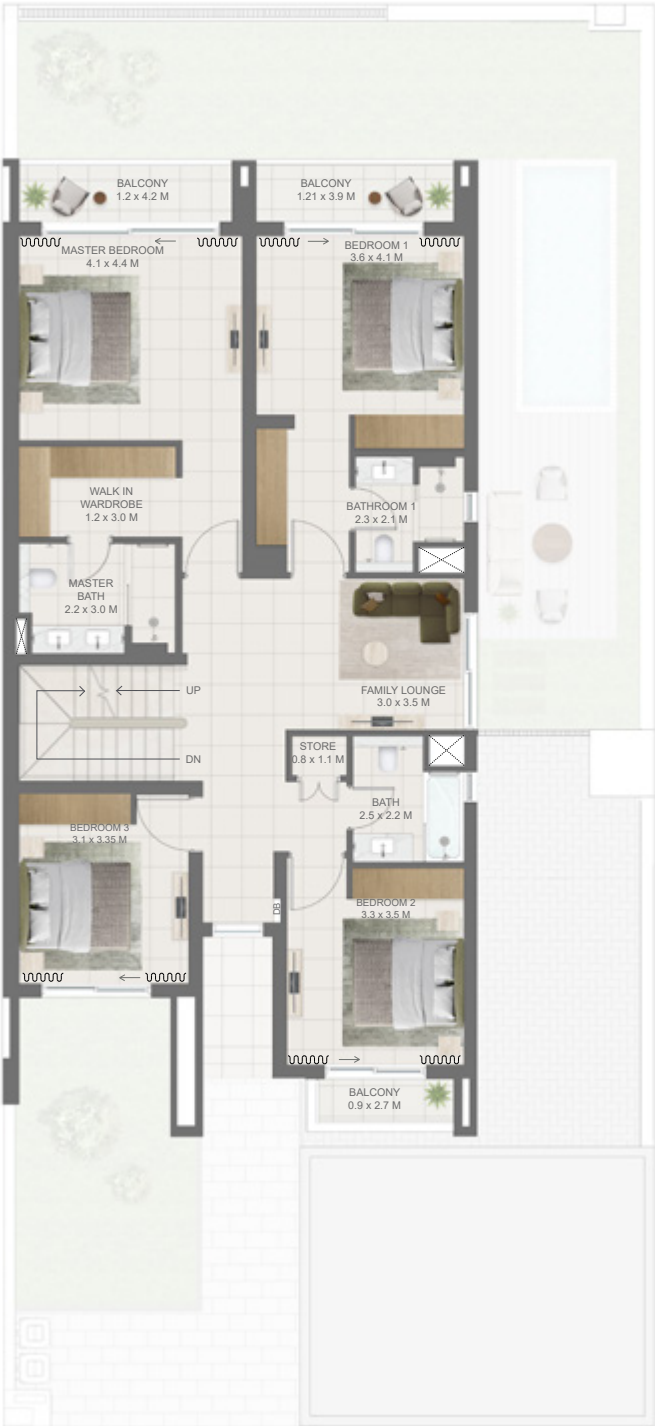 BALCONY
1.2 x 4.2 M
BALCONY
1.21 x 3.9 M
MASTER BEDROOM
4.1 x 4.4 M
BEDROOM 1
3.6 x 4.1 M
WALK IN
WARDROBE
1.2 x 3.0 M
BATHROOM 1
2.3 x 2.1 M
MASTER
BATH
2.2 x 3.0 M
UP
FAMILY LOUNGE
3.0 x 3.5 M
DN
STORE
0.8 x 1.1 M
BATH
2.5 x 2.2 M
BEDROOM 3
3.1 x 3.35 M
DB
BEDROOM 2
3.3 x 3.5 M
BALCONY
0.9 x 2.7 M